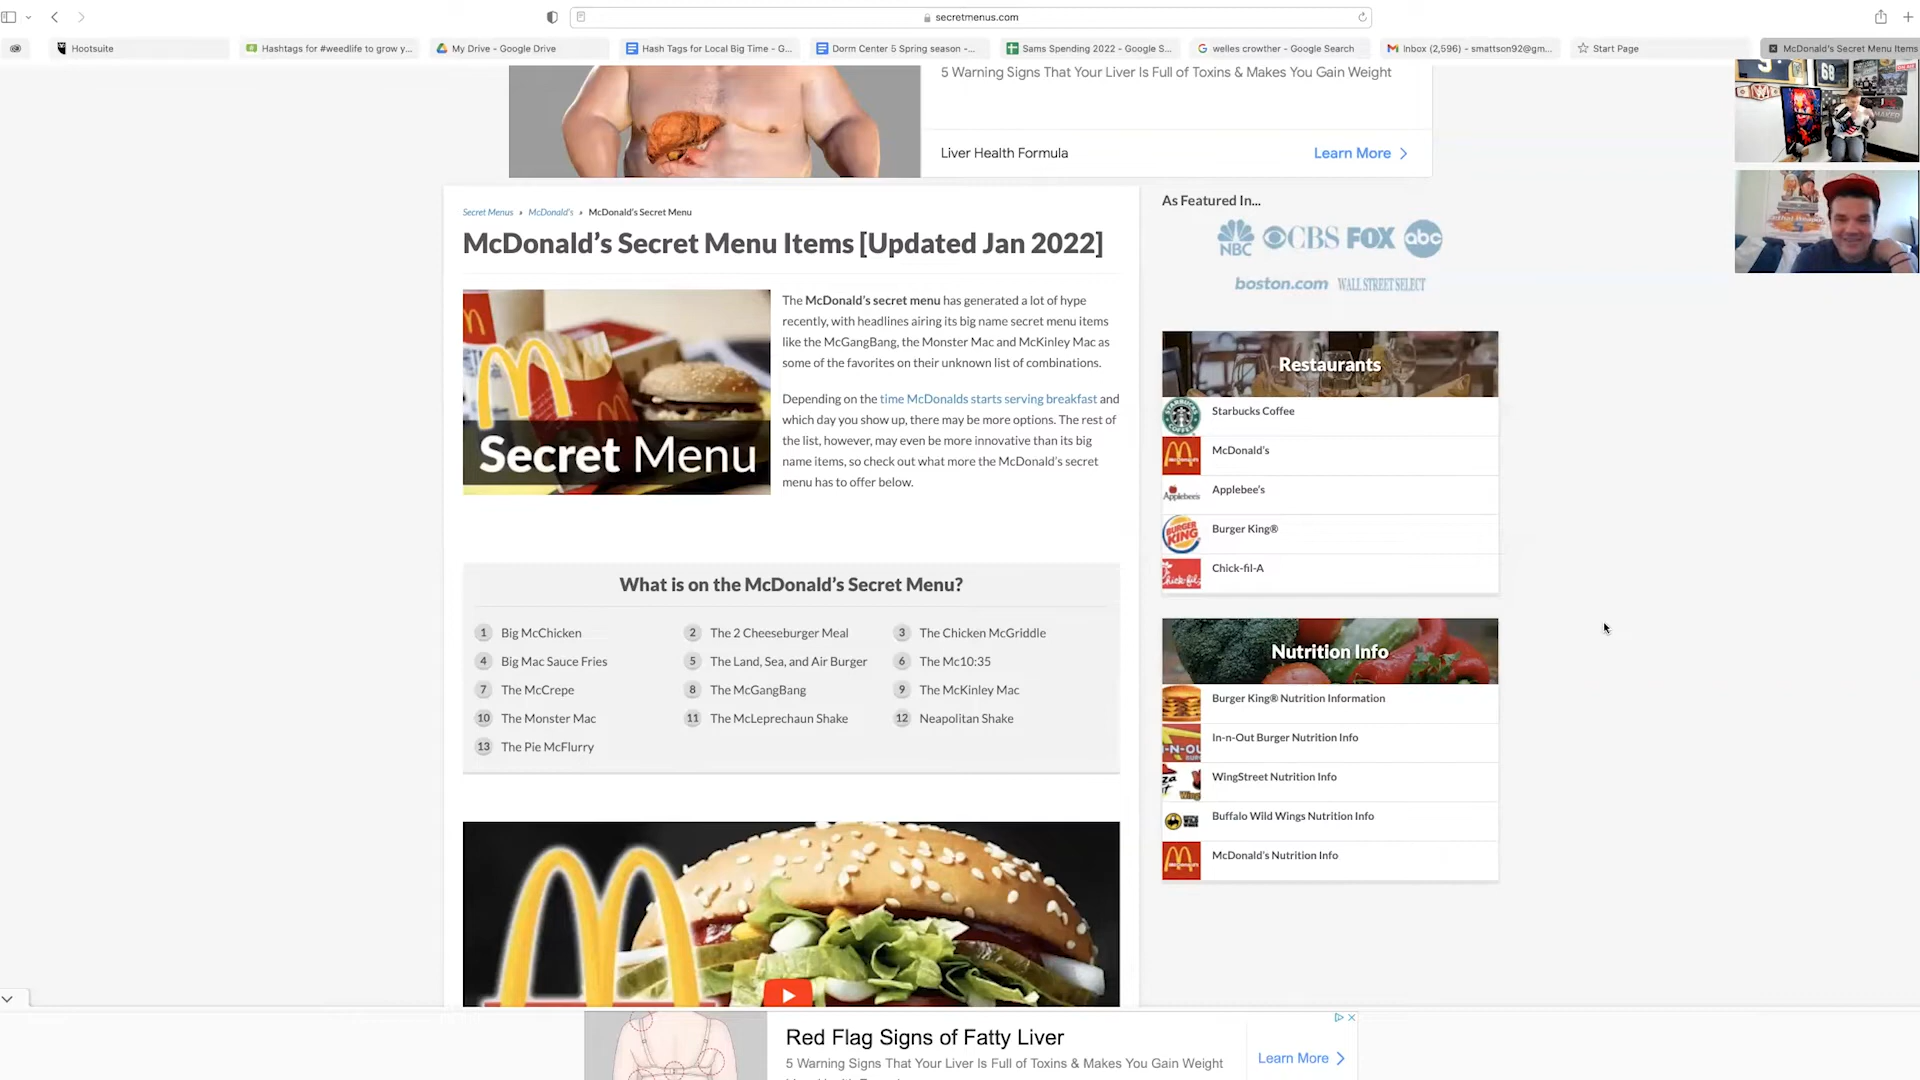 secretmenus.com
Hootsuite
Hashtags for #weedlife to grow y...
My Drive - Google Drive
Hash Tags for Local Big Time - G...
Dorm Center 5 Spring season -...
Sams Spending 2022 - Google S...
welles crowther - Google Search
Inbox (2,596) - smattson92@gm...
Start Page
McDonald's Secret Menu Items
5 Warning Signs That Your Liver Is Full of Toxins & Makes You Gain Weight
Liver Health Formula
Learn More
Secret Menus
McDonald's
McDonald's Secret Menu
McDonald's Secret Menu Items [Updated Jan 2022]
Secret Menu
The McDonald's secret menu has generated a lot of hype
recently, with headlines airing its big name secret menu items
like the McGangBang, the Monster Mac and McKinley Mac as
some of the favorites on their unknown list of combinations.
Depending on the time McDonalds starts serving breakfast and
which day you show up, there may be more options. The rest of
the list, however, may even be more innovative than its big
name items, so check out what more the McDonald's secret
menu has to offer below.
What is on the McDonald's Secret Menu?
1 Big McChicken
2 The 2 Cheeseburger Meal
3 The Chicken McGriddle
4 Big Mac Sauce Fries
5 The Land, Sea, and Air Burger
6 The Mc10:35
7 The McCrepe
8 The McGangBang
9 The McKinley Mac
10 The Monster Mac
11 The McLeprechaun Shake
12 Neapolitan Shake
13 The Pie McFlurry
As Featured In...
NBC CBS FOX abc
boston.com WALL STREET SELECT
Restaurants
Starbucks Coffee
McDonald's
Applebee's
Burger King®
Chick-fil-A
Nutrition Info
Burger King® Nutrition Information
In-n-Out Burger Nutrition Info
WingStreet Nutrition Info
Buffalo Wild Wings Nutrition Info
McDonald's Nutrition Info
Red Flag Signs of Fatty Liver
5 Warning Signs That Your Liver Is Full of Toxins & Makes You Gain Weight
Learn More